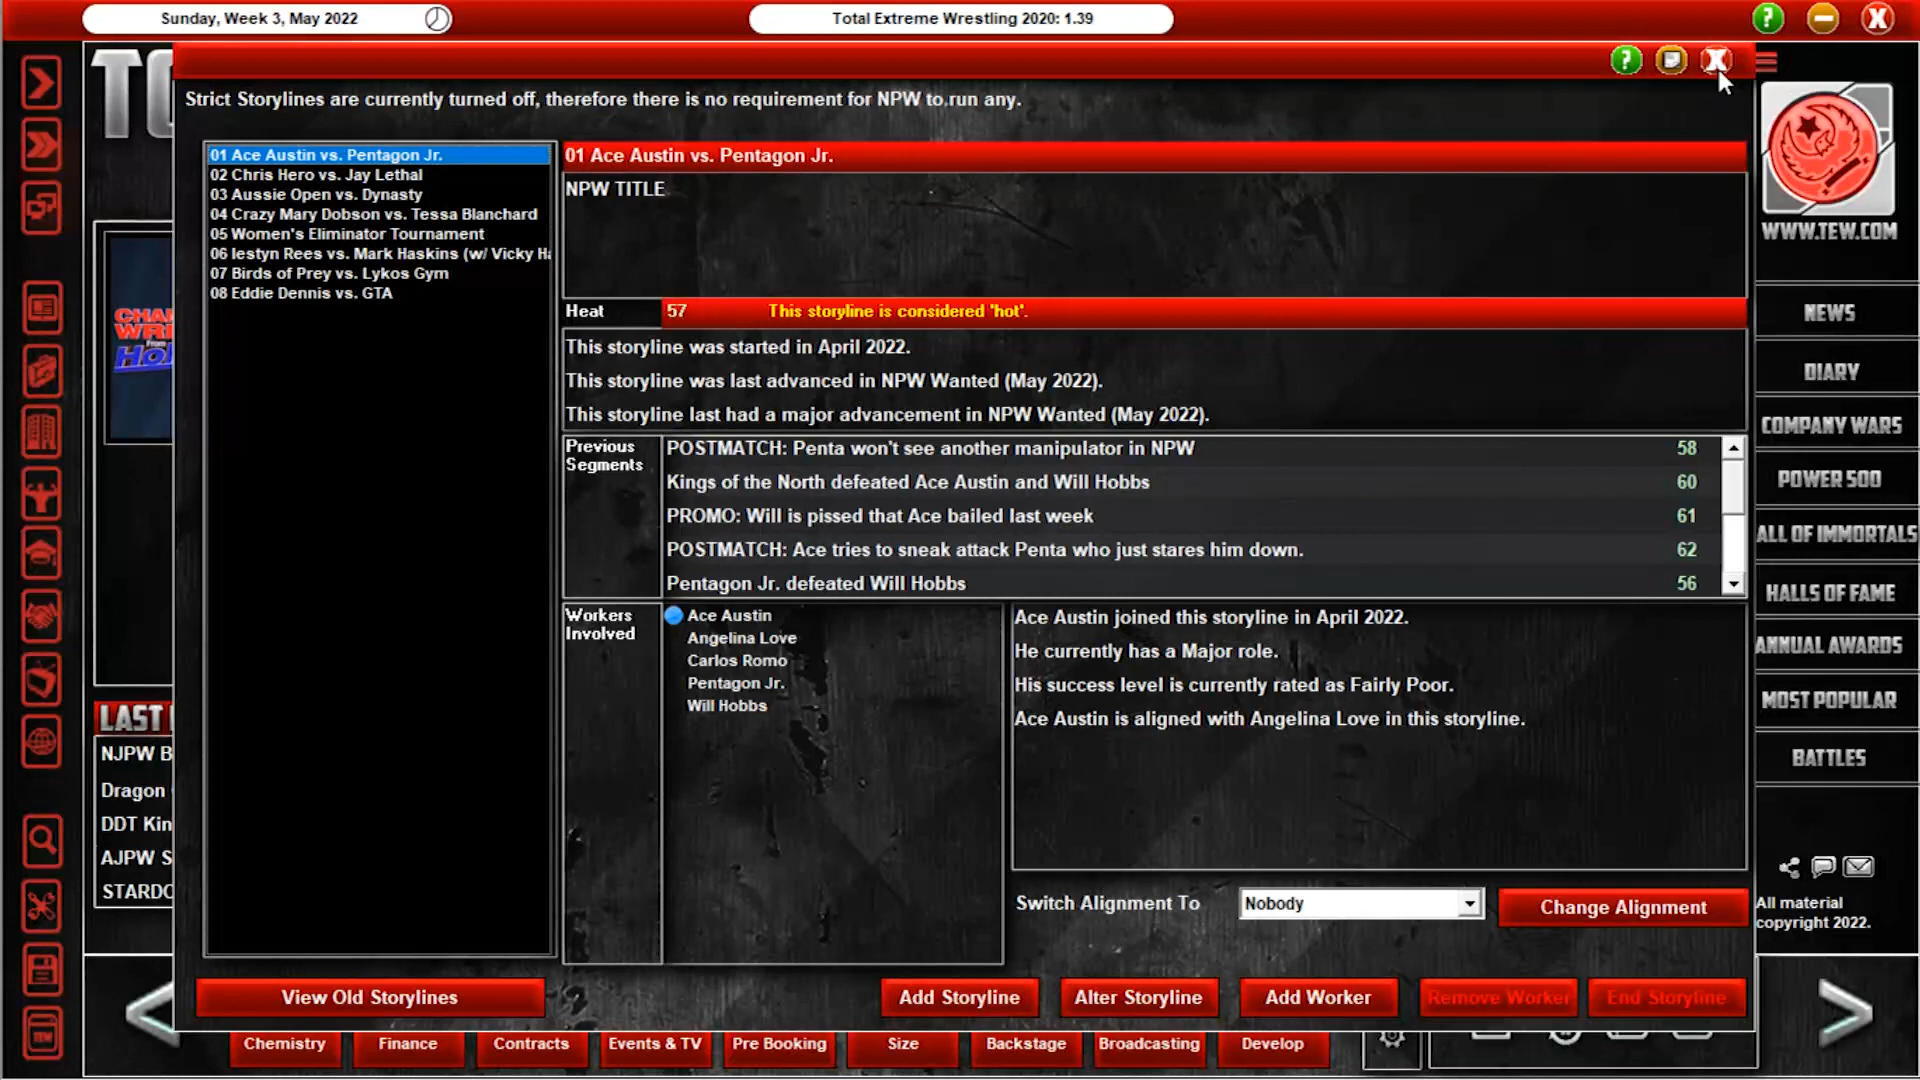 Sunday, Week 3, May 2022
Total Extreme Wrestling 2020: 1.39
Strict Storylines are currently turned off, therefore there is no requirement for NPW to run any.
01 Ace Austin vs. Pentagon Jr.
02 Chris Hero vs. Jay Lethal
03 Aussie Open vs. Dynasty
04 Crazy Mary Dobson vs. Tessa Blanchard
05 Women's Eliminator Tournament
06 Iestyn Rees vs. Mark Haskins (w/ Vicky Ha
07 Birds of Prey vs. Lykos Gym
08 Eddie Dennis vs. GTA
01 Ace Austin vs. Pentagon Jr.
NPW TITLE
Heat 57 This storyline is considered 'hot'.
This storyline was started in April 2022.
This storyline was last advanced in NPW Wanted (May 2022).
This storyline last had a major advancement in NPW Wanted (May 2022).
Previous Segments
POSTMATCH: Penta won't see another manipulator in NPW 58
Kings of the North defeated Ace Austin and Will Hobbs 60
PROMO: Will is pissed that Ace bailed last week 61
POSTMATCH: Ace tries to sneak attack Penta who just stares him down. 62
Pentagon Jr. defeated Will Hobbs 56
Workers Involved
Ace Austin
Angelina Love
Carlos Romo
Pentagon Jr.
Will Hobbs
Ace Austin joined this storyline in April 2022.
He currently has a Major role.
His success level is currently rated as Fairly Poor.
Ace Austin is aligned with Angelina Love in this storyline.
Switch Alignment To Nobody Change Alignment
View Old Storylines Add Storyline Alter Storyline Add Worker Remove Worker End Storyline
Chemistry Finance Contracts Events & TV Pre Booking Size Backstage Broadcasting Develop
LAST
NJPW B
Dragon
DDT Kin
AJPW S
STARDO
CHAM
WRE
From
HO
WWW.TEW.COM
NEWS
DIARY
COMPANY WARS
POWER 500
ALL OF IMMORTALS
HALLS OF FAME
ANNUAL AWARDS
MOST POPULAR
BATTLES
All material
copyright 2022.